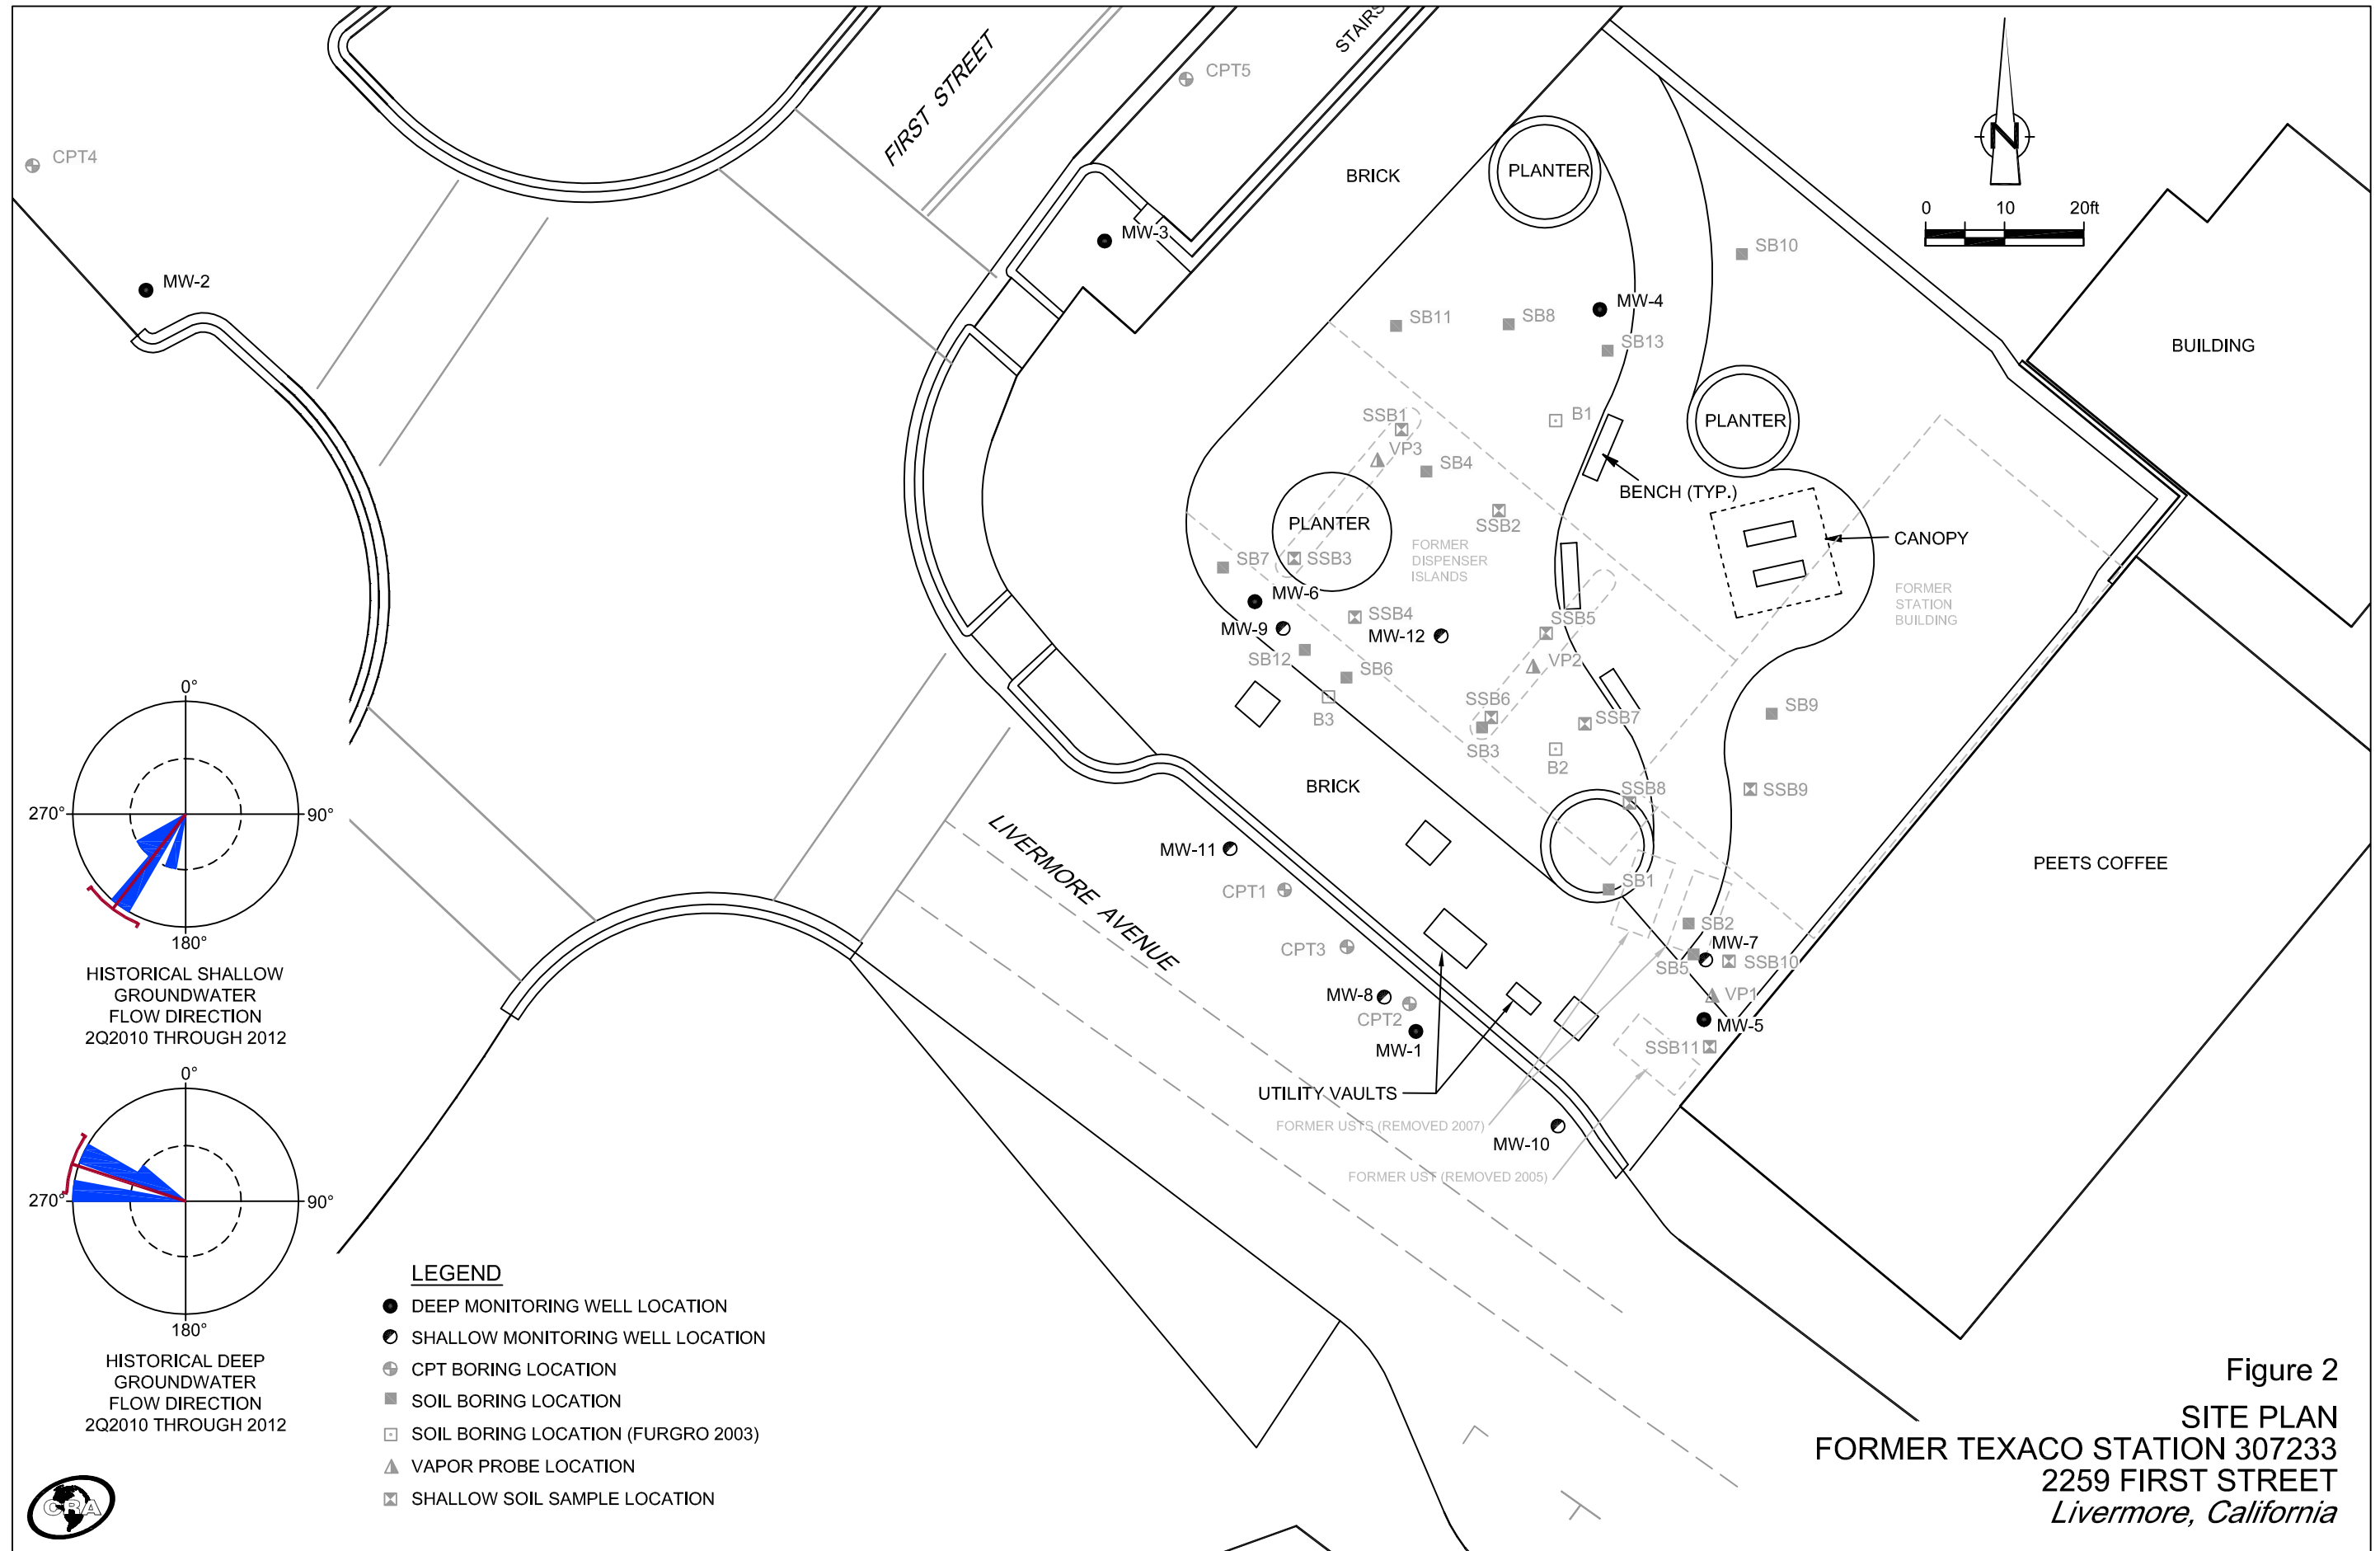 STAIRS
FIRST STREET
CPT5
CPT4
BRICK
PLANTER
N
0 10 20ft
MW-3
MW-2
SB10
MW-4
SB11
SB8
SB13
BUILDING
SSB1
B1
VP3
SB4
PLANTER
BENCH (TYP.)
SSB2
PLANTER
FORMER
DISPENSER
ISLANDS
CANOPY
SB7
SSB3
MW-6
FORMER
STATION
BUILDING
SSB4
SSB5
MW-9
MW-12
SB12
SB6
VP2
SSB6
SSB7
SB9
B3
SB3
B2
BRICK
SSB8
SSB9
LIVERMORE AVENUE
MW-11
CPT1
SB1
PEETS COFFEE
SB2
CPT3
MW-7
SB5
SSB10
MW-8
VP1
CPT2
MW-5
MW-1
SSB11
UTILITY VAULTS
FORMER USTS (REMOVED 2007)
MW-10
FORMER UST (REMOVED 2005)
0°
270°
90°
180°
HISTORICAL SHALLOW
GROUNDWATER
FLOW DIRECTION
2Q2010 THROUGH 2012
0°
270°
90°
180°
HISTORICAL DEEP
GROUNDWATER
FLOW DIRECTION
2Q2010 THROUGH 2012
LEGEND
DEEP MONITORING WELL LOCATION
SHALLOW MONITORING WELL LOCATION
CPT BORING LOCATION
SOIL BORING LOCATION
SOIL BORING LOCATION (FURGRO 2003)
VAPOR PROBE LOCATION
SHALLOW SOIL SAMPLE LOCATION
CRA
Figure 2
SITE PLAN
FORMER TEXACO STATION 307233
2259 FIRST STREET
Livermore, California